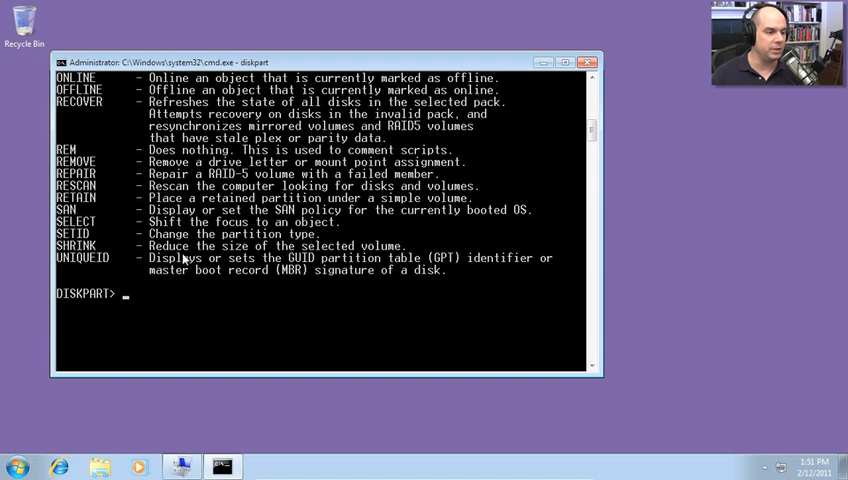 Recycle Bin
Administrator: C:\Windows\system32\cmd.exe - diskpart
ONLINE - Online an object that is currently marked as offline.
OFFLINE - Offline an object that is currently marked as online.
RECOVER - Refreshes the state of all disks in the selected pack.
Attempts recovery on disks in the invalid pack, and
resynchronizes mirrored volumes and RAID5 volumes
that have stale plex or parity data.
REM - Does nothing. This is used to comment scripts.
REMOVE - Remove a drive letter or mount point assignment.
REPAIR - Repair a RAID-5 volume with a failed member.
RESCAN - Rescan the computer looking for disks and volumes.
RETAIN - Place a retained partition under a simple volume.
SAN - Display or set the SAN policy for the currently booted OS.
SELECT - Shift the focus to an object.
SETID - Change the partition type.
SHRINK - Reduce the size of the selected volume.
UNIQUEID - Displays or sets the GUID partition table (GPT) identifier or
master boot record (MBR) signature of a disk.
DISKPART> _
1:51 PM
2/12/2011